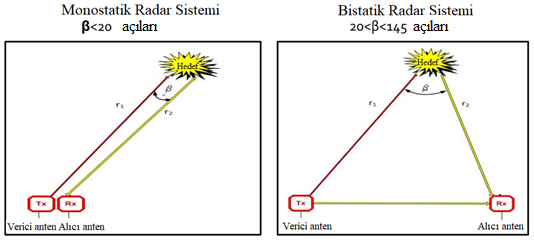 Monostatik Radar Sistemi
β<20 açıları
Hedef
β
r₁
r₂
Tx
Rx
Verici anten Alıcı anten
Bistatik Radar Sistemi
20<β<145 açıları
Hedef
β
r₁
r₂
Tx
Rx
Verici anten
Alıcı anten